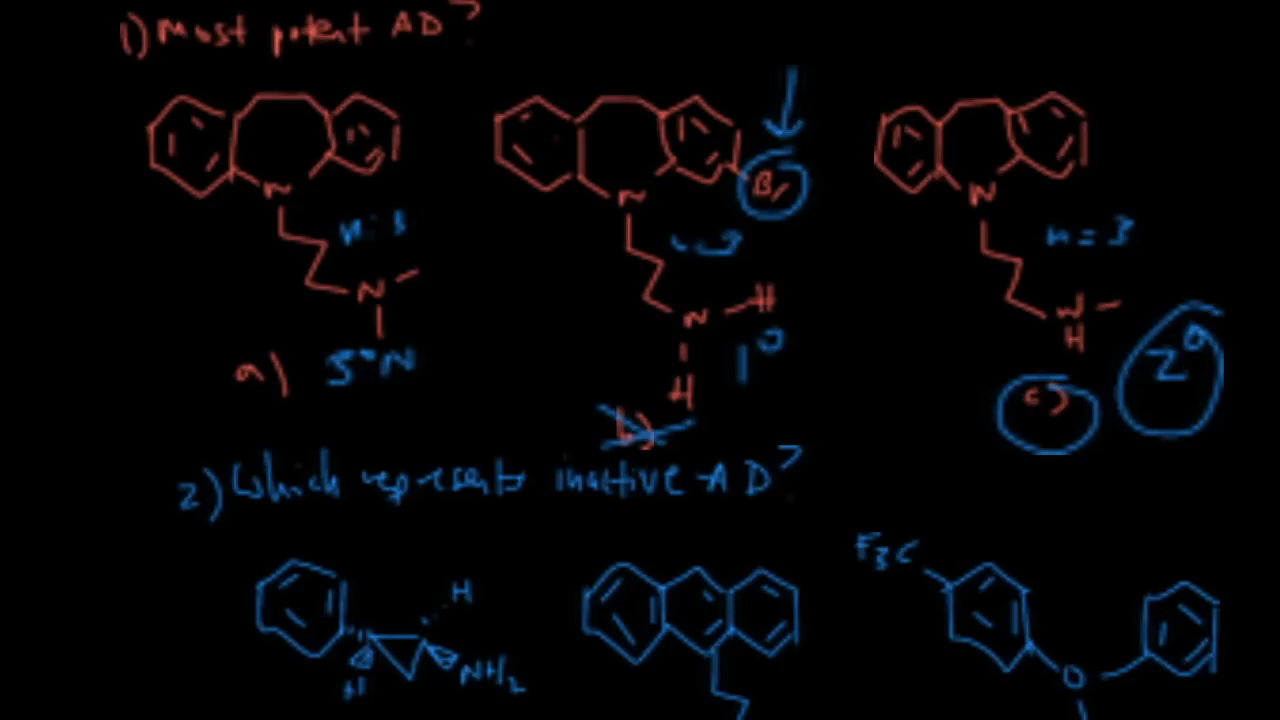 1) Most potent AD?
N N Br N
n=3 n=3
N N H N
H
H
a) 3°N 1° 2°
b) c)
2) Which represents inactive AD?
F3C
H
H NH2 O